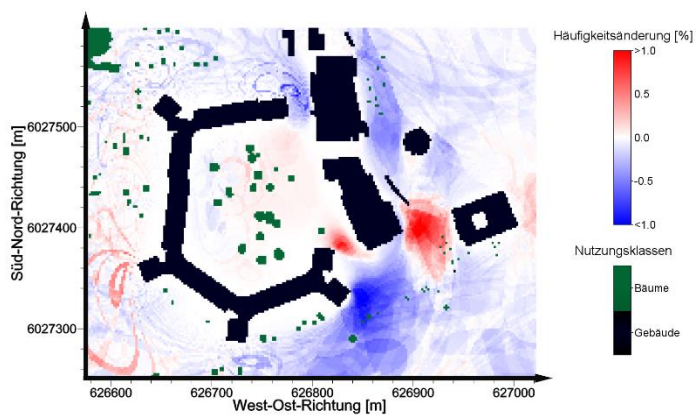 Häufigkeitsänderung [%]
>1.0
0.5
0.0
-0.5
<1.0
Nutzungsklassen
Bäume
Gebäude
Süd-Nord-Richtung [m]
6027500
6027400
6027300
626600
626700
626800
626900
627000
West-Ost-Richtung [m]